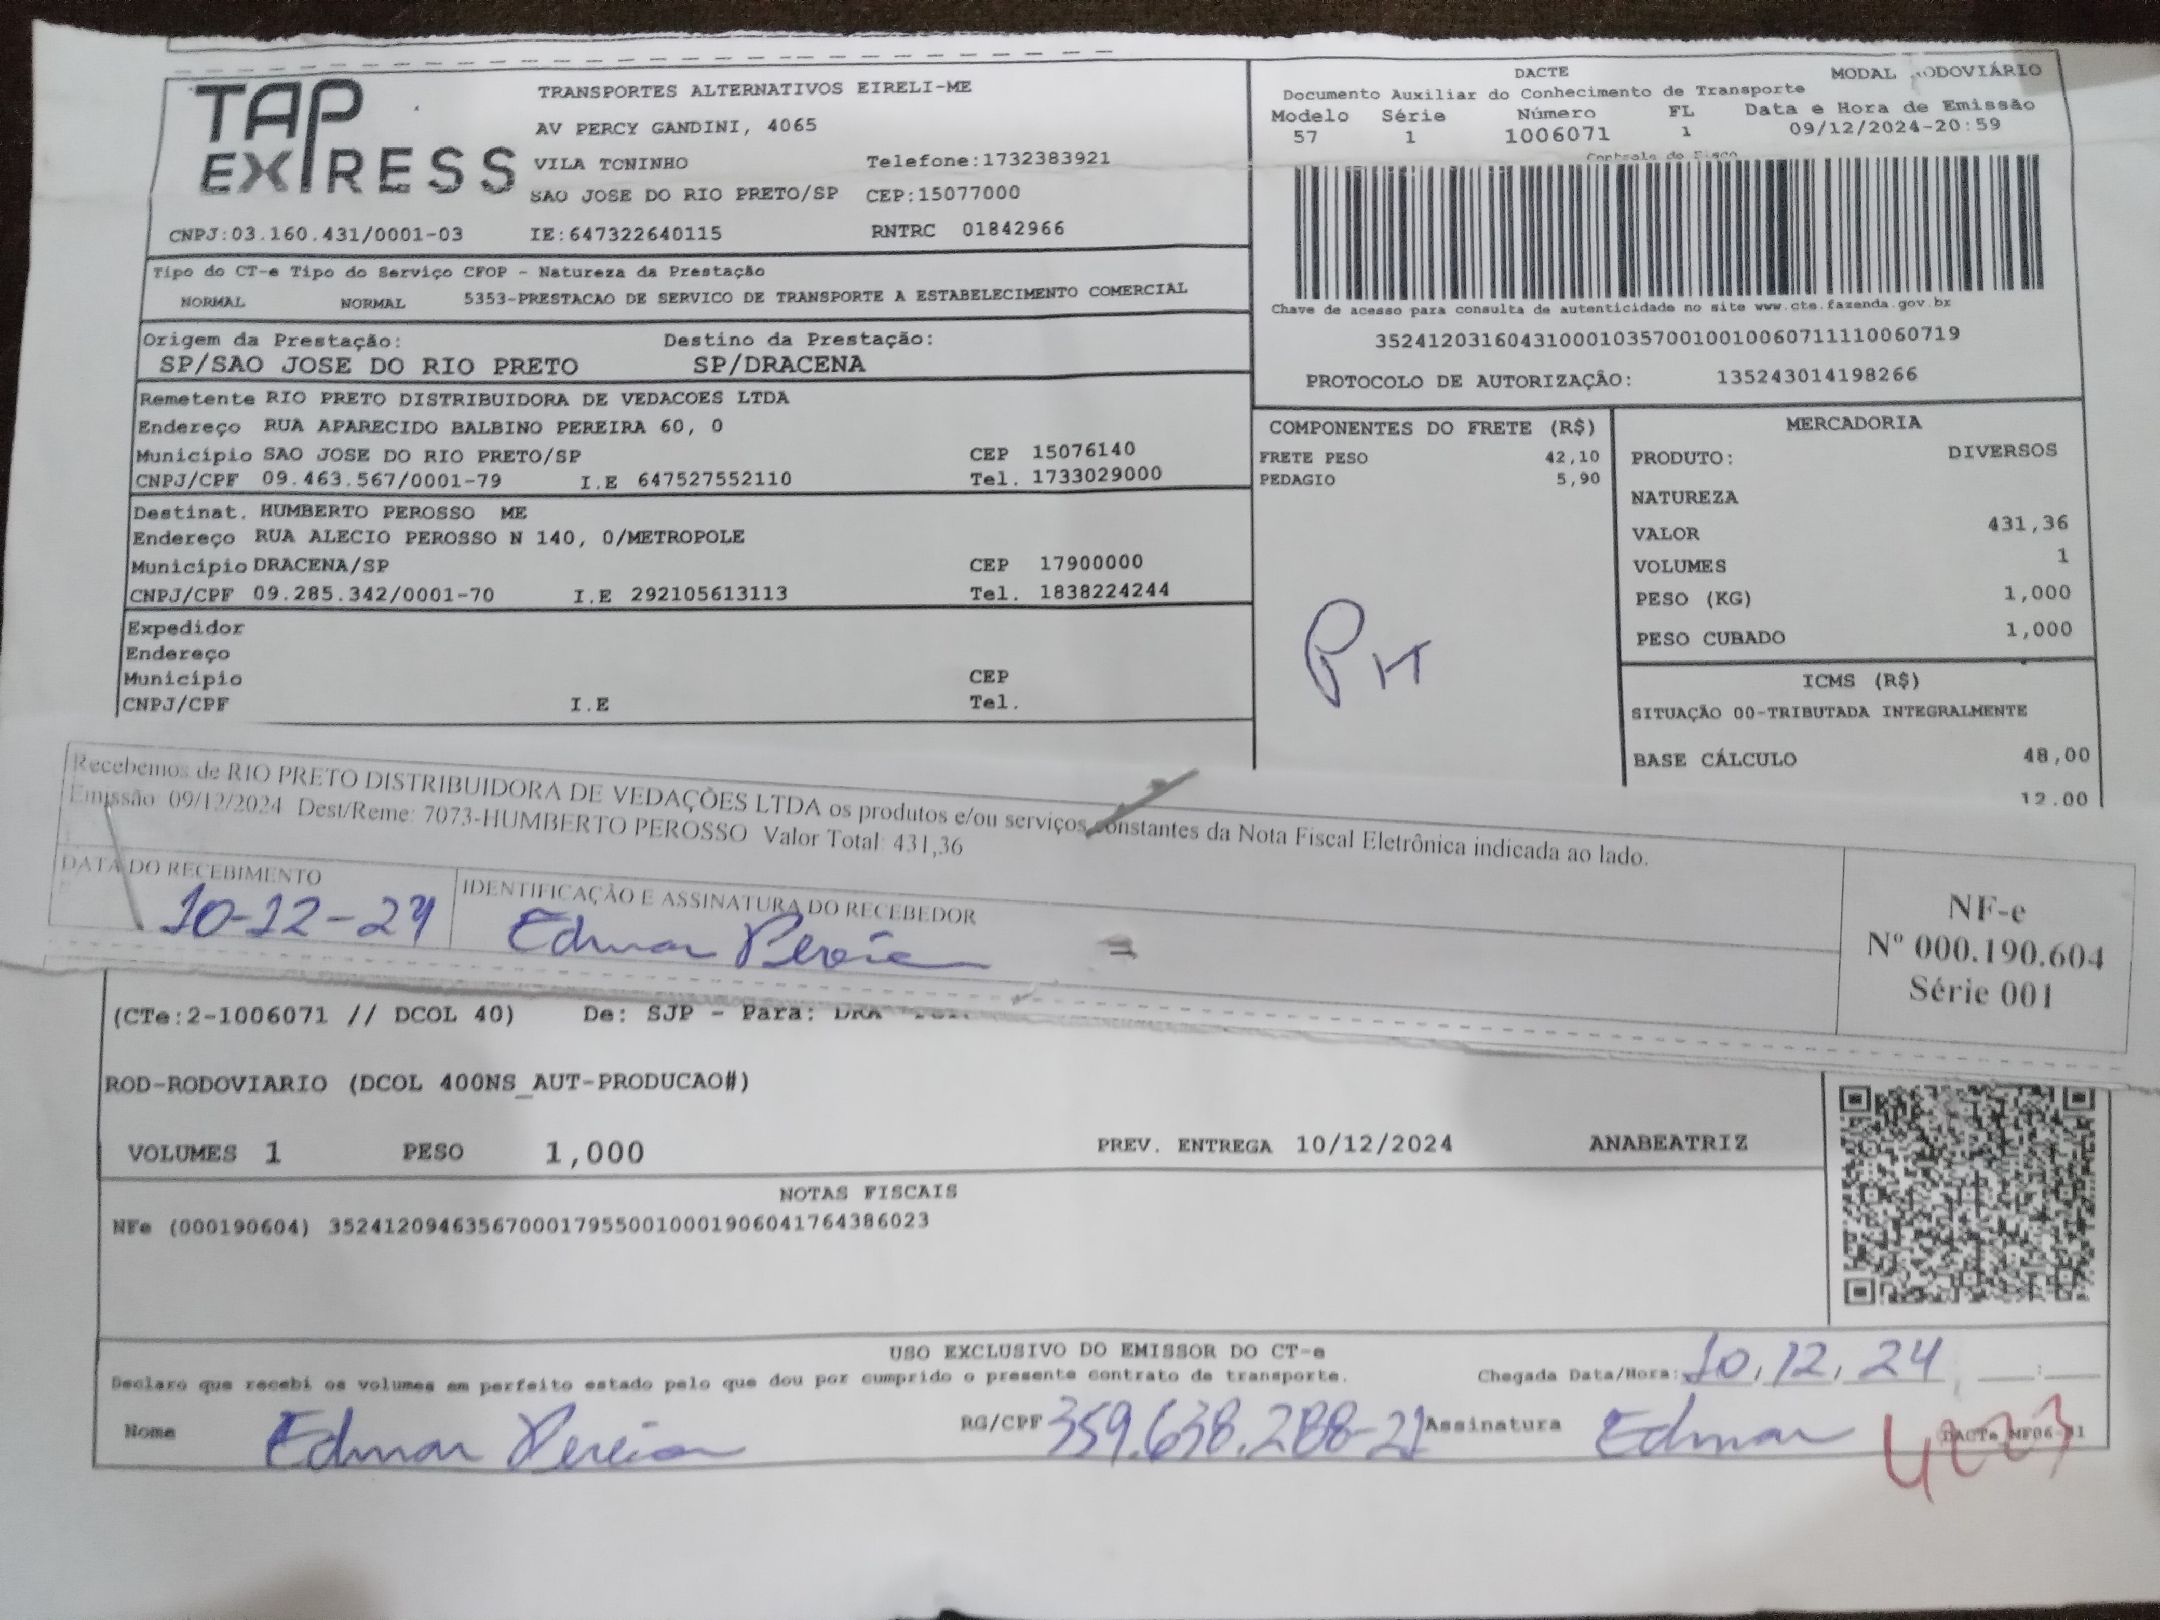 TAP EXPRESS
TRANSPORTES ALTERNATIVOS EIRELI-ME
AV PERCY GANDINI, 4065
VILA TONINHO Telefone:1732383921
SAO JOSE DO RIO PRETO/SP CEP:15077000
CNPJ:03.160.431/0001-03 IE:647322640115 RNTRC 01842966
DACTE MODAL RODOVIÁRIO
Documento Auxiliar do Conhecimento de Transporte
Modelo Série Número FL Data e Hora de Emissão
57 1 1006071 1 09/12/2024-20:59
Controle do Fisco
Chave de acesso para consulta de autenticidade no site www.cte.fazenda.gov.br
35241203160431000103570010010060711110060719
PROTOCOLO DE AUTORIZAÇÃO: 135243014198266
Tipo do CT-e Tipo do Serviço CFOP - Natureza da Prestação
NORMAL NORMAL 5353-PRESTACAO DE SERVICO DE TRANSPORTE A ESTABELECIMENTO COMERCIAL
Origem da Prestação: Destino da Prestação:
SP/SAO JOSE DO RIO PRETO SP/DRACENA
Remetente RIO PRETO DISTRIBUIDORA DE VEDACOES LTDA
Endereço RUA APARECIDO BALBINO PEREIRA 60, 0
Município SAO JOSE DO RIO PRETO/SP CEP 15076140
CNPJ/CPF 09.463.567/0001-79 I.E 647527552110 Tel. 1733029000
Destinat. HUMBERTO PEROSSO ME
Endereço RUA ALECIO PEROSSO N 140, 0/METROPOLE
Município DRACENA/SP CEP 17900000
CNPJ/CPF 09.285.342/0001-70 I.E 292105613113 Tel. 1838224244
Expedidor
Endereço
Município CEP
CNPJ/CPF I.E Tel.
COMPONENTES DO FRETE (R$)
FRETE PESO 42,10
PEDAGIO 5,90
MERCADORIA
PRODUTO: DIVERSOS
NATUREZA
VALOR 431,36
VOLUMES 1
PESO (KG) 1,000
PESO CUBADO 1,000
ICMS (R$)
SITUAÇÃO 00-TRIBUTADA INTEGRALMENTE
BASE CÁLCULO 48,00
12.00
Recebemos de RIO PRETO DISTRIBUIDORA DE VEDAÇÕES LTDA os produtos e/ou serviços constantes da Nota Fiscal Eletrônica indicada ao lado.
Emissão: 09/12/2024 Dest/Reme: 7073-HUMBERTO PEROSSO Valor Total: 431,36
DATA DO RECEBIMENTO IDENTIFICAÇÃO E ASSINATURA DO RECEBEDOR
10-12-24 Edmar Pereira
NF-e
Nº 000.190.604
Série 001
(CTe:2-1006071 // DCOL 40) De: SJP - Para: DRA
ROD-RODOVIARIO (DCOL 400NS_AUT-PRODUCAO#)
VOLUMES 1 PESO 1,000 PREV. ENTREGA 10/12/2024 ANABEATRIZ
NOTAS FISCAIS
NFe (000190604) 35241209463567000179550010001906041764386023
USO EXCLUSIVO DO EMISSOR DO CT-e
Declaro que recebi os volumes em perfeito estado pelo que dou por cumprido o presente contrato de transporte. Chegada Data/Hora: 10,12,24
Nome Edmar Pereira RG/CPF 359.638.288-21 Assinatura Edmar